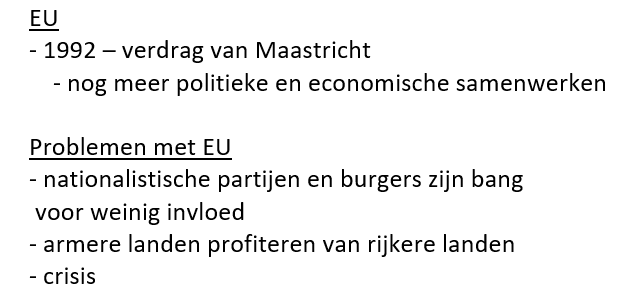 EU
- 1992 – verdrag van Maastricht
- nog meer politieke en economische samenwerken
Problemen met EU
- nationalistische partijen en burgers zijn bang
voor weinig invloed
- armere landen profiteren van rijkere landen
- crisis